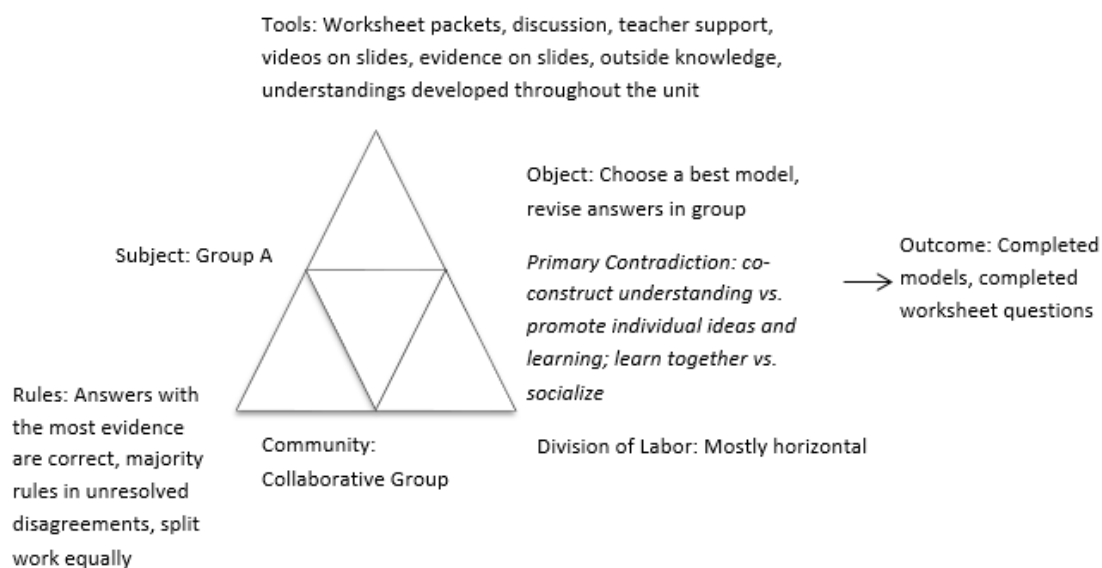 Tools: Worksheet packets, discussion, teacher support,
videos on slides, evidence on slides, outside knowledge,
understandings developed throughout the unit
Object: Choose a best model,
revise answers in group
Subject: Group A
Primary Contradiction: co-
construct understanding vs.
promote individual ideas and
learning; learn together vs.
socialize
Outcome: Completed
models, completed
worksheet questions
Rules: Answers with
the most evidence
are correct, majority
rules in unresolved
disagreements, split
work equally
Community:
Collaborative Group
Division of Labor: Mostly horizontal